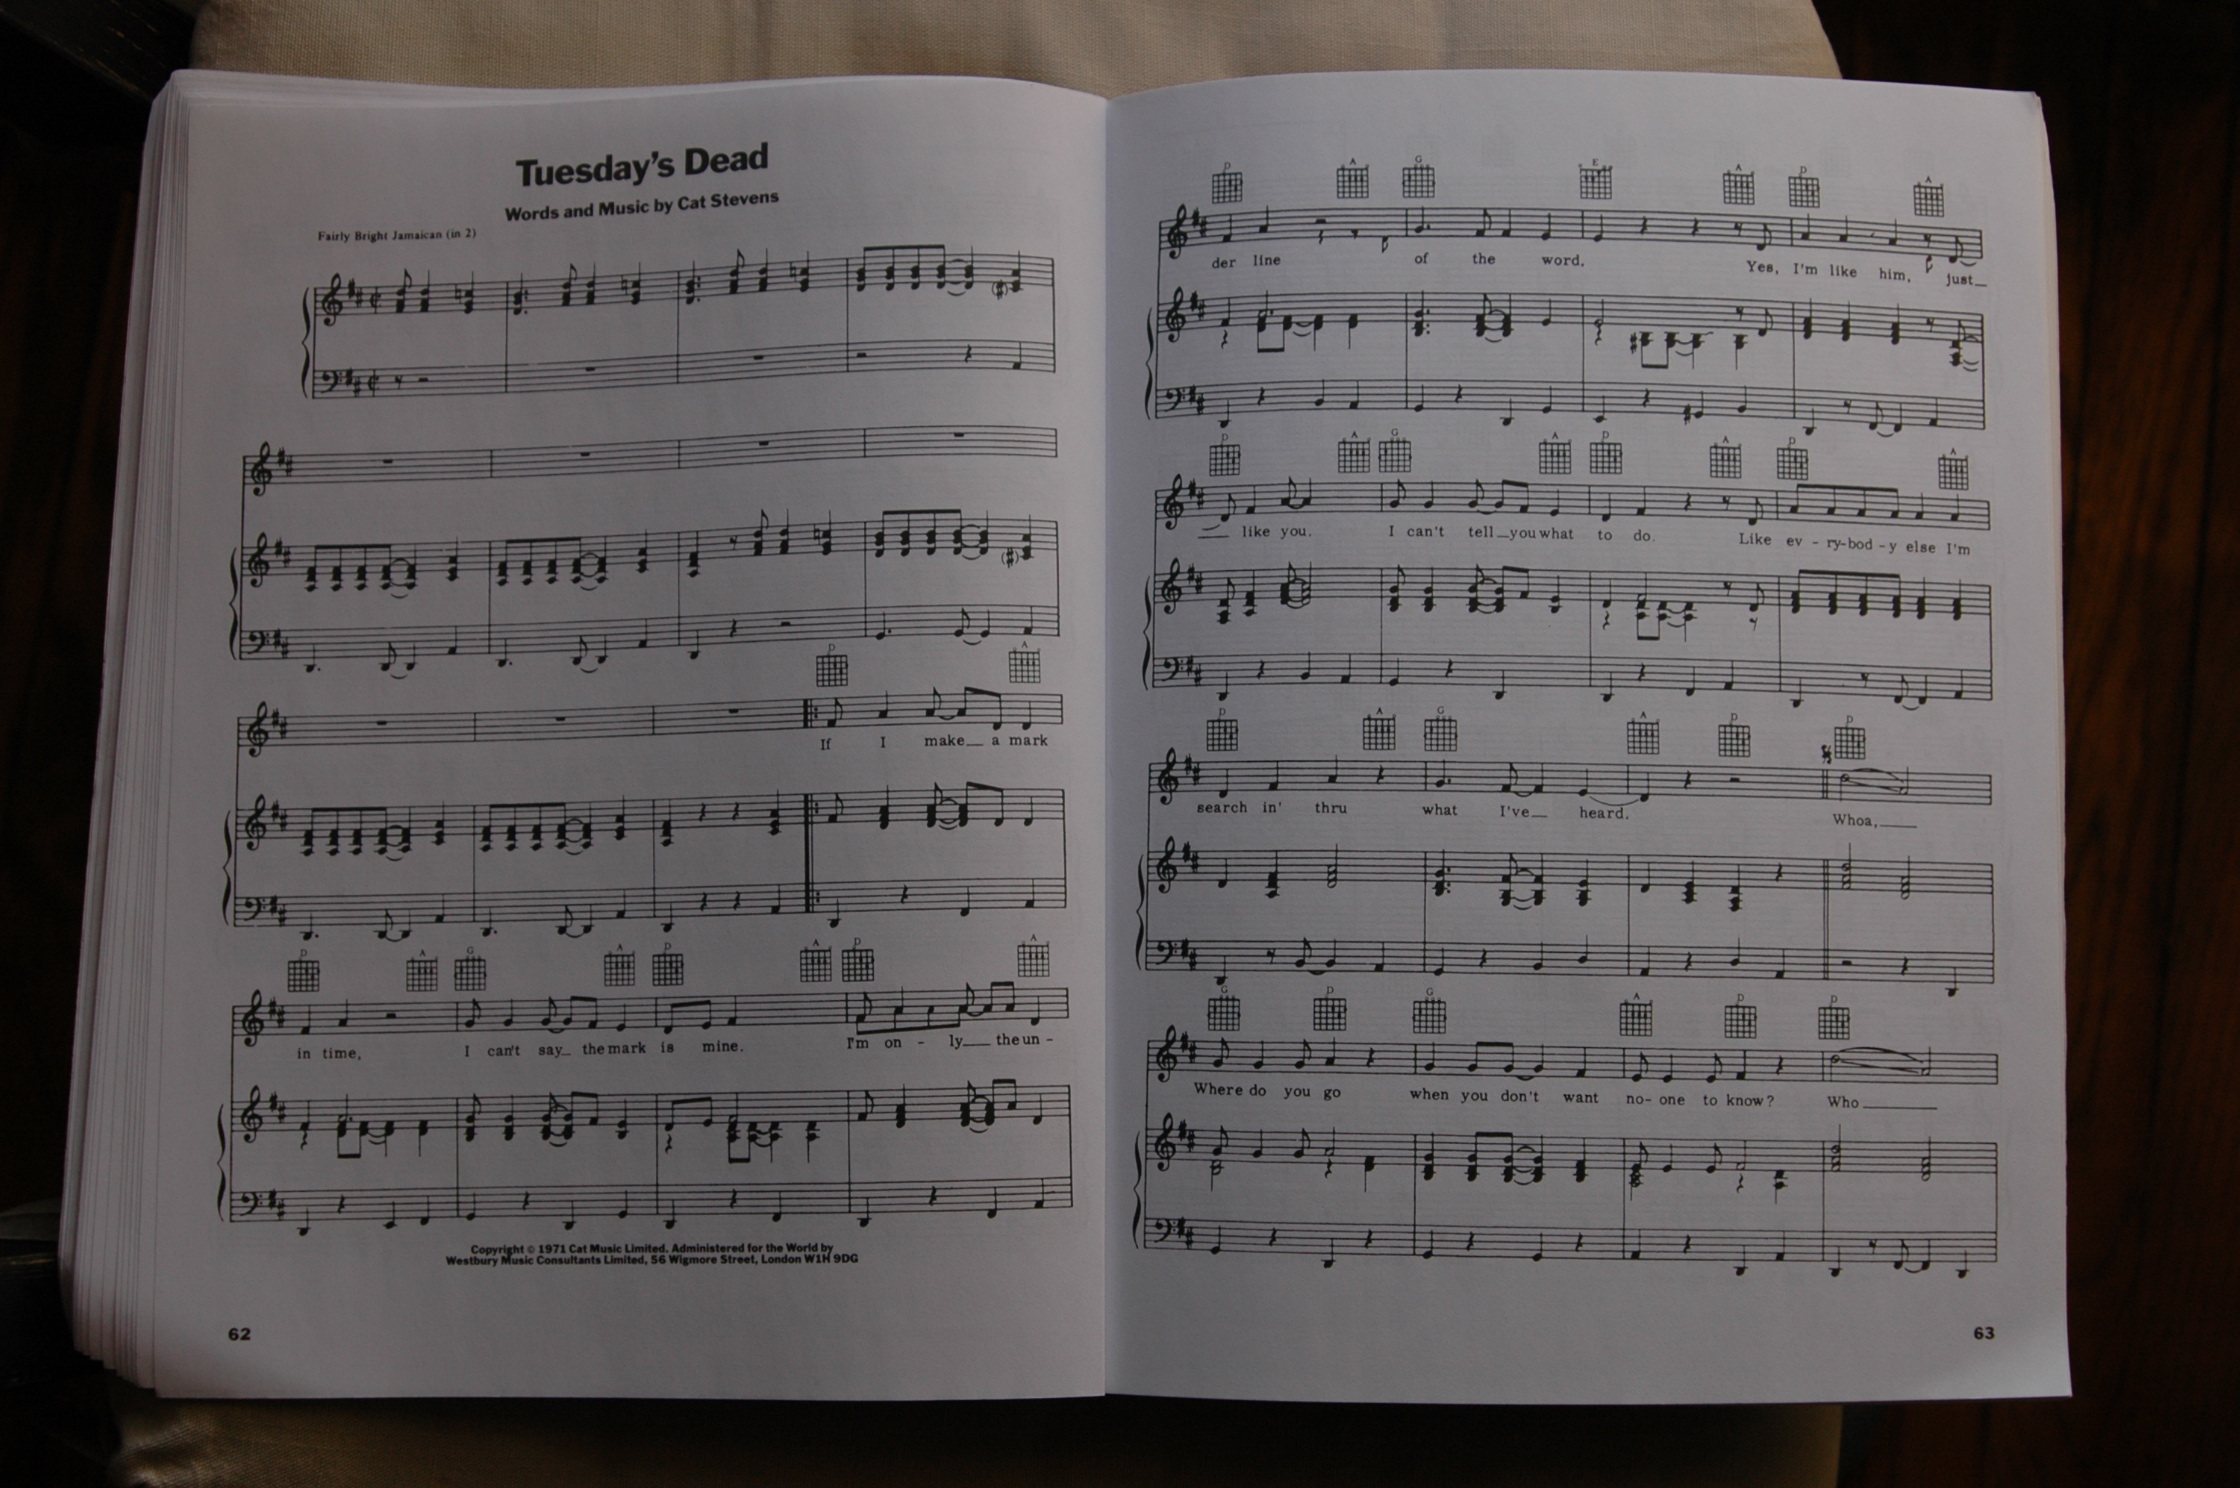 Tuesday's Dead
Words and Music by Cat Stevens
Fairly Bright Jamaican (in 2)
D A
If I make a mark
D A G A D A D A
in time, I can't say the mark is mine. I'm on - ly the un -
Copyright © 1971 Cat Music Limited. Administered for the World by
Westbury Music Consultants Limited, 56 Wigmore Street, London W1H 9DG
62
D A G E A D A
der line of the word. Yes, I'm like him, just
D A G A D A D A
like you. I can't tell you what to do. Like ev - ry - bod - y else I'm
D A G A D D
search in' thru what I've heard. Whoa,
G D G A D D
Where do you go when you don't want no - one to know? Who
63